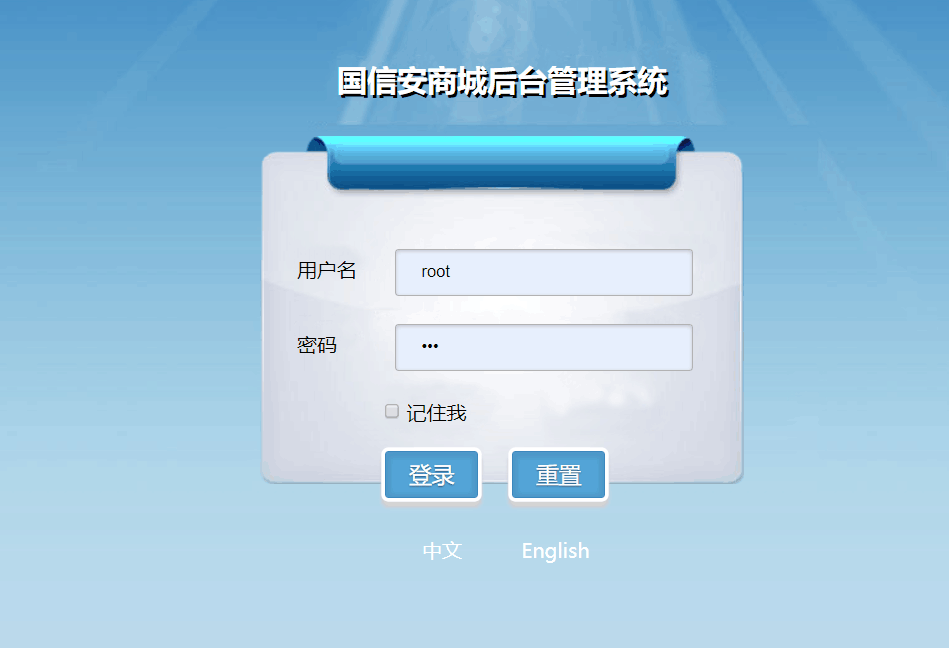 国信安商城后台管理系统
用户名 root
密码 •••
记住我
登录 重置
中文 English